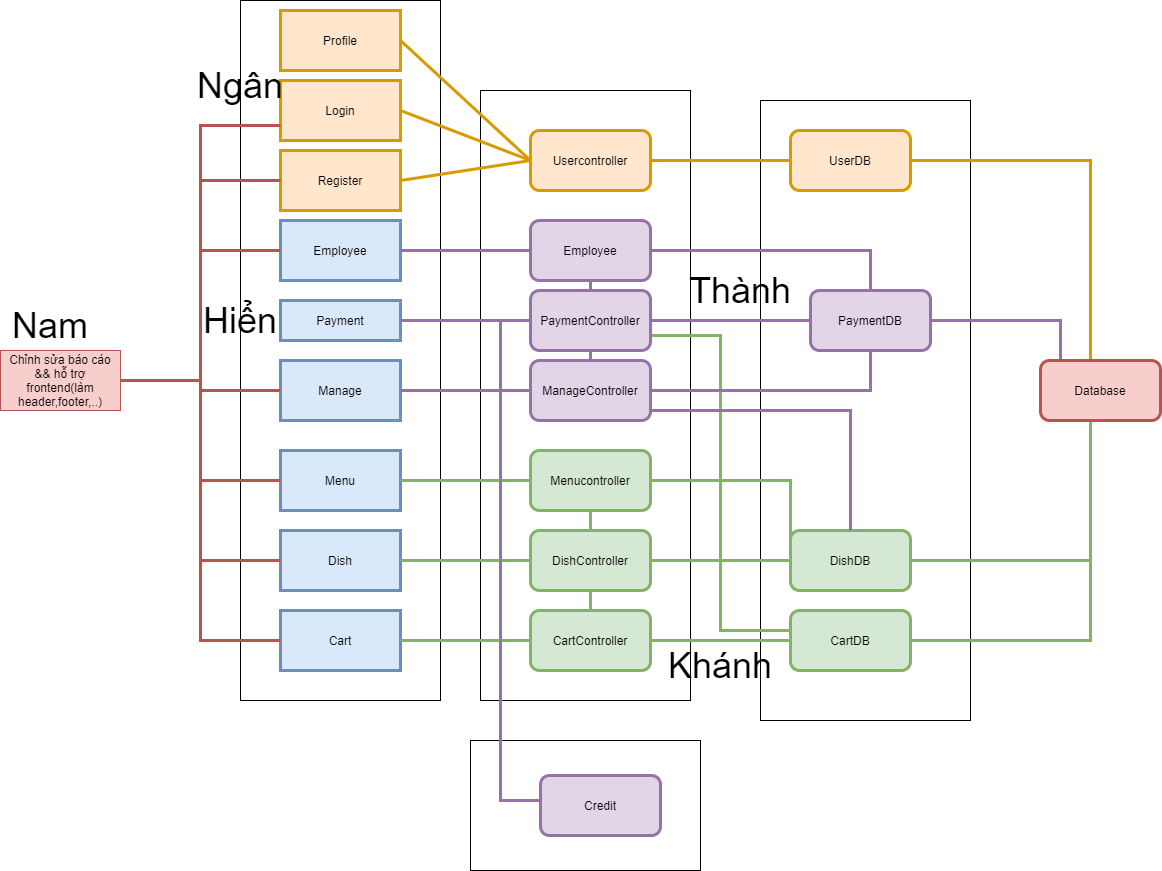 Profile
Ngân
Login
Usercontroller
UserDB
Register
Employee
Employee
Thành
Nam
Hiển
Payment
PaymentController
PaymentDB
Chỉnh sửa báo cáo
&& hỗ trợ
frontend(làm
header,footer,..)
Manage
ManageController
Database
Menu
Menucontroller
Dish
DishController
DishDB
Cart
CartController
CartDB
Khánh
Credit